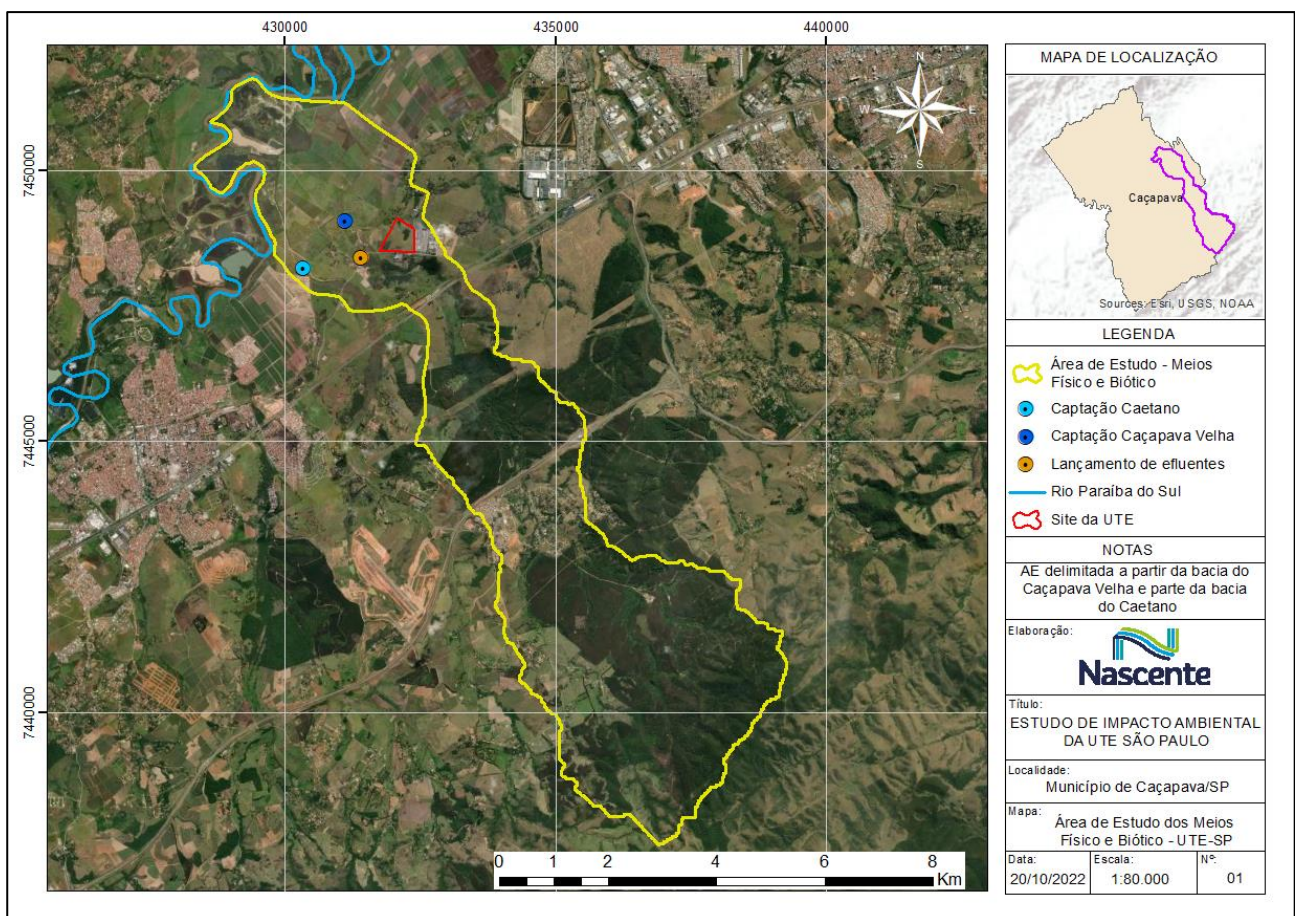 430000
435000
440000
7450000
7445000
7440000
N
W
E
S
0
1
2
4
6
8
Km
MAPA DE LOCALIZAÇÃO
Caçapava
Sources: Esri, USGS, NOAA
LEGENDA
Área de Estudo - Meios
Físico e Biótico
Captação Caetano
Captação Caçapava Velha
Lançamento de efluentes
Rio Paraíba do Sul
Site da UTE
NOTAS
AE delimitada a partir da bacia do
Caçapava Velha e parte da bacia
do Caetano
Elaboração:
Nascente
Título:
ESTUDO DE IMPACTO AMBIENTAL
DA UTE SÃO PAULO
Localidade:
Município de Caçapava/SP
Mapa:
Área de Estudo dos Meios
Físico e Biótico - UTE-SP
Data:
20/10/2022
Escala:
1:80.000
Nº:
01